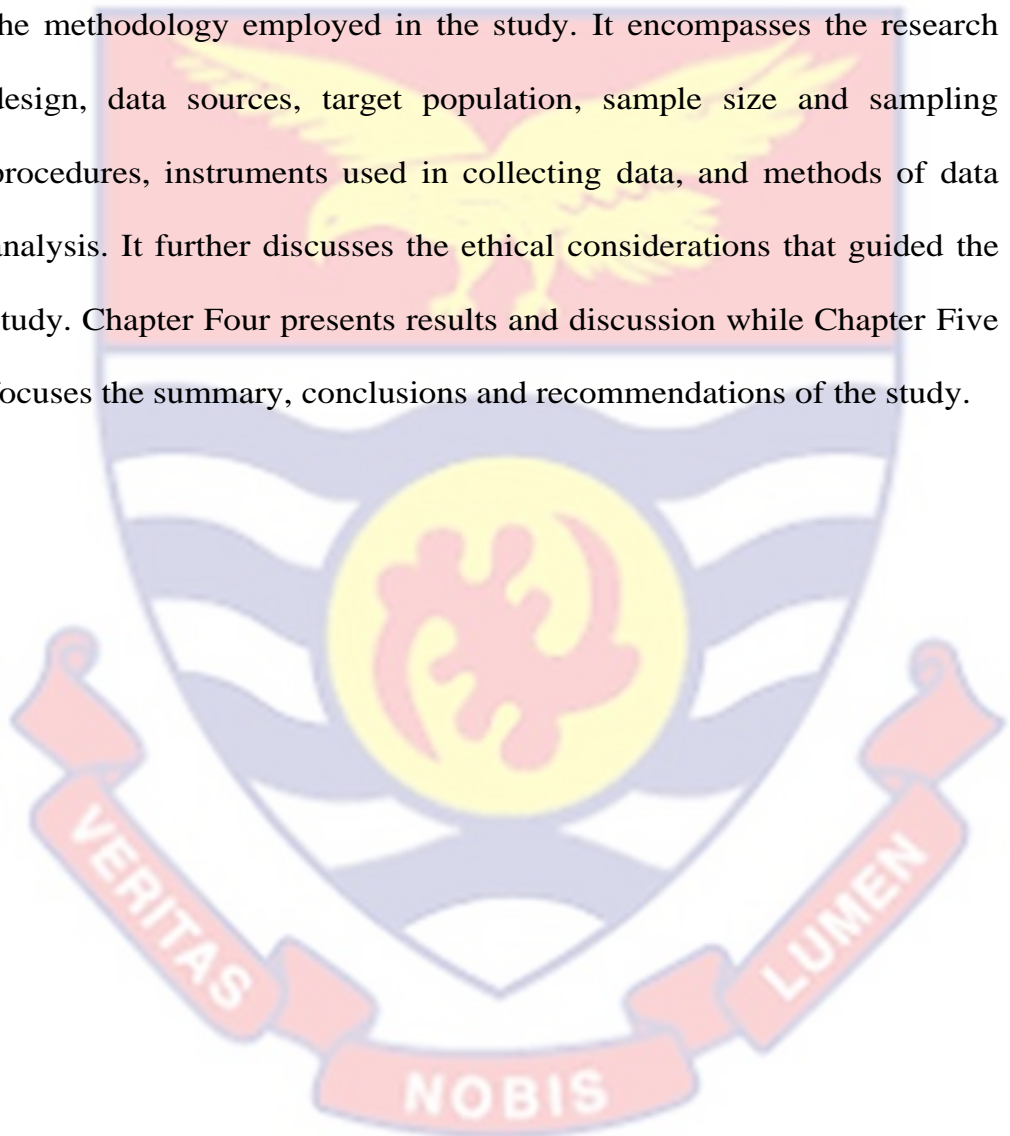 the methodology employed in the study. It encompasses the research
design, data sources, target population, sample size and sampling
procedures, instruments used in collecting data, and methods of data
analysis. It further discusses the ethical considerations that guided the
study. Chapter Four presents results and discussion while Chapter Five
focuses the summary, conclusions and recommendations of the study.
VERITAS
NOBIS
LUMEN